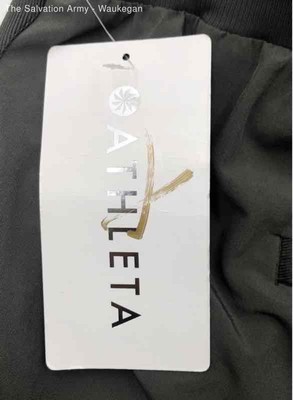 The Salvation Army - Waukegan
ATHLETA